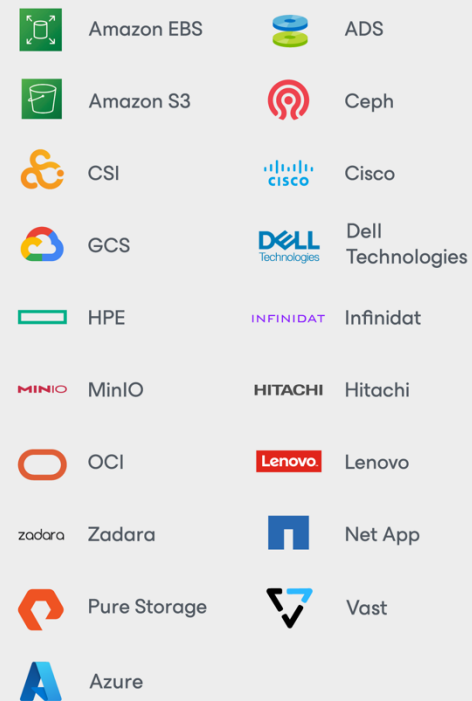 Amazon EBS
ADS
Amazon S3
Ceph
CSI
CISCO
Cisco
GCS
DELL
Technologies
Dell
Technologies
HPE
INFINIDAT
Infinidat
MINIO
MinIO
HITACHI
Hitachi
OCI
Lenovo.
Lenovo
zadara
Zadara
Net App
Pure Storage
Vast
Azure